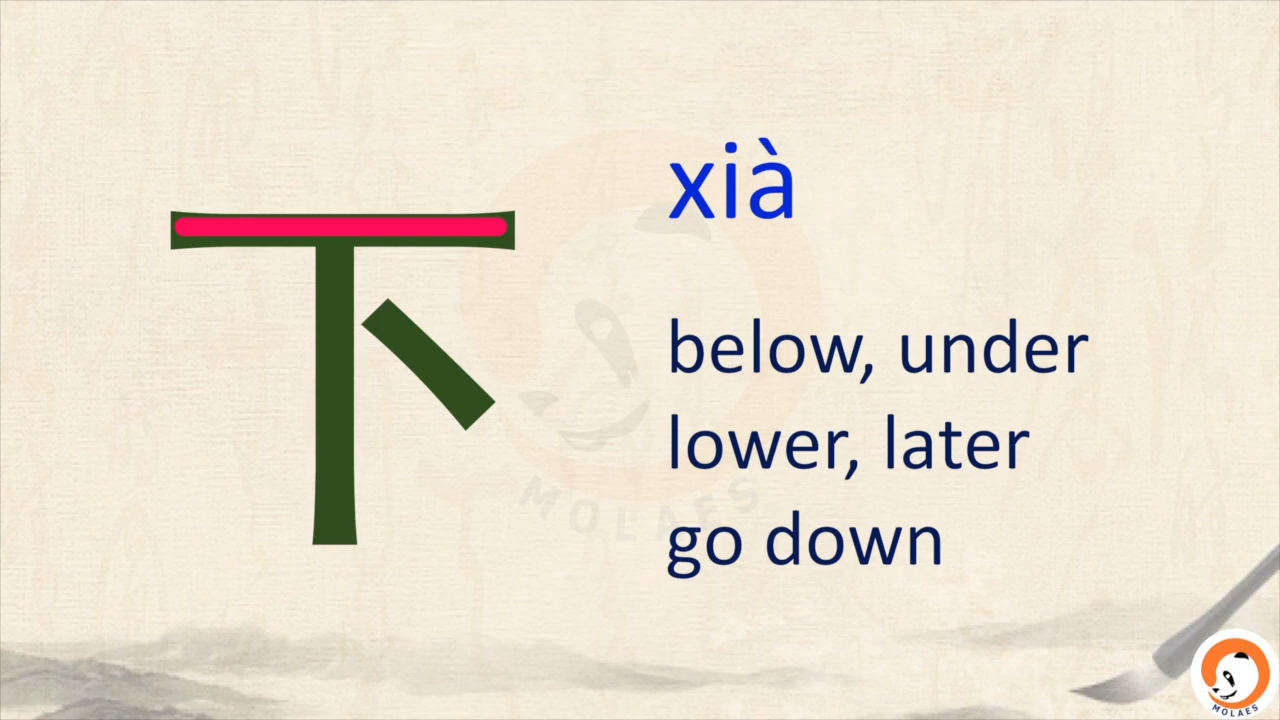 下
xià
below, under
lower, later
go down
MOLAES
MOLAES